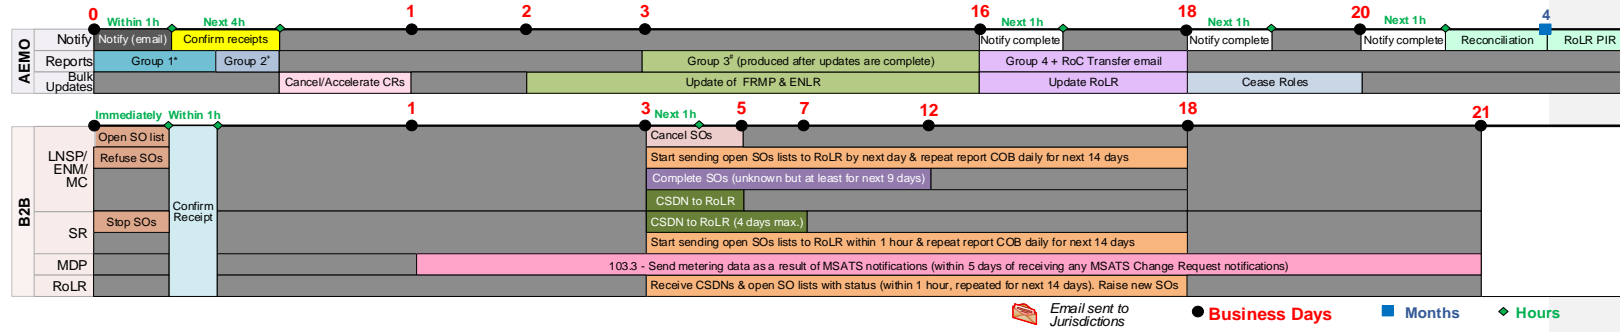 0 1 2 3 16 18 20 4
Within 1h Next 4h Next 1h Next 1h Next 1h
AEMO
Notify Notify (email) Confirm receipts Notify complete Notify complete Notify complete Reconciliation RoLR PIR
Reports Group 1* Group 2* Group 3# (produced after updates are complete) Group 4 + RoC Transfer email
Bulk
Updates Cancel/Accelerate CRs Update of FRMP & ENLR Update RoLR Cease Roles
1 3 5 7 12 18 21
Immediately Within 1h Next 1h
B2B
LNSP/
ENM/
MC
Open SO list Cancel SOs
Refuse SOs Start sending open SOs lists to RoLR by next day & repeat report COB daily for next 14 days
Complete SOs (unknown but at least for next 9 days)
CSDN to RoLR
Confirm
Receipt
SR
Stop SOs CSDN to RoLR (4 days max.)
Start sending open SOs lists to RoLR within 1 hour & repeat report COB daily for next 14 days
MDP 103.3 - Send metering data as a result of MSATS notifications (within 5 days of receiving any MSATS Change Request notifications)
RoLR Receive CSDNs & open SO lists with status (within 1 hour, repeated for next 14 days). Raise new SOs
Email sent to
Jurisdictions
Business Days Months Hours